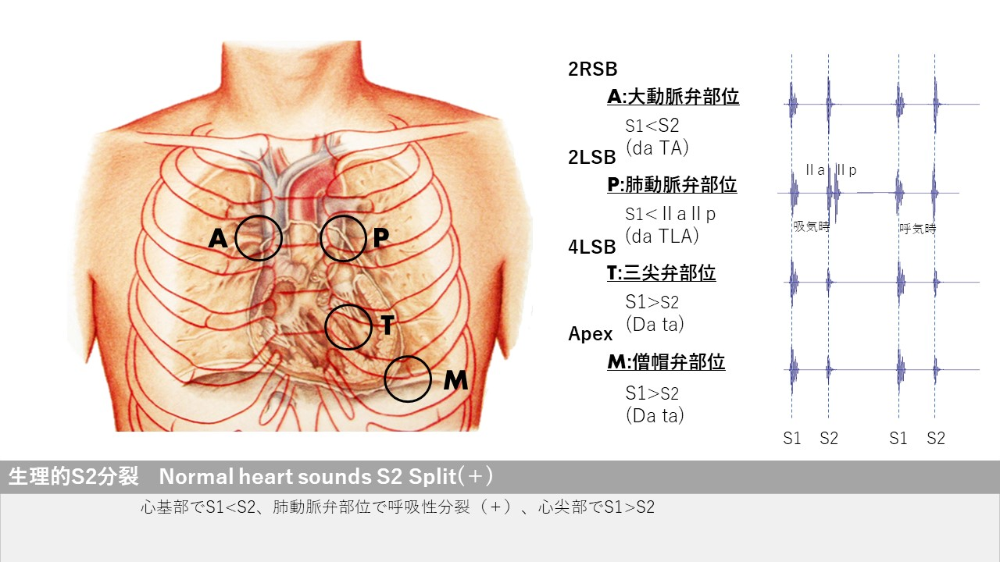 A
P
T
M
2RSB
A:大動脈弁部位
S1<S2
(da TA)
2LSB
P:肺動脈弁部位
S1<ⅡaⅡp
(da TLA)
4LSB
T:三尖弁部位
S1>S2
(Da ta)
Apex
M:僧帽弁部位
S1>S2
(Da ta)
Ⅱa Ⅱp
吸気時 呼気時
S1 S2 S1 S2
生理的S2分裂 Normal heart sounds S2 Split(+)
心基部でS1<S2、肺動脈弁部位で呼吸性分裂（+）、心尖部でS1>S2